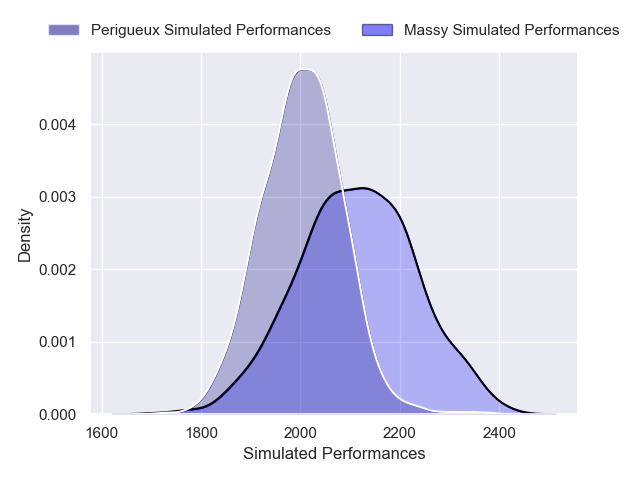 Perigueux Simulated Performances
Massy Simulated Performances
Density
0.004
0.003
0.002
0.001
0.000
1600 1800 2000 2200 2400
Simulated Performances